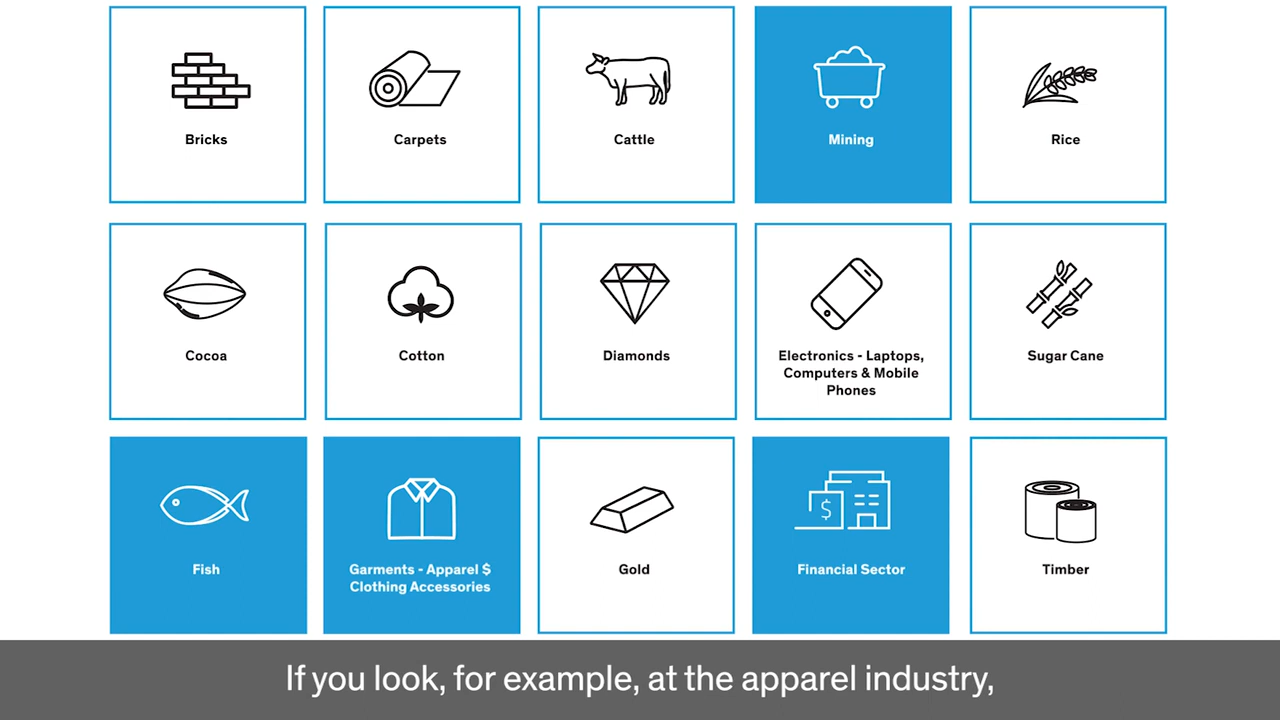 Bricks
Carpets
Cattle
Mining
Rice
Cocoa
Cotton
Diamonds
Electronics - Laptops,
Computers & Mobile
Phones
Sugar Cane
Fish
Garments - Apparel $
Clothing Accessories
Gold
$
Financial Sector
Timber
If you look, for example, at the apparel industry,